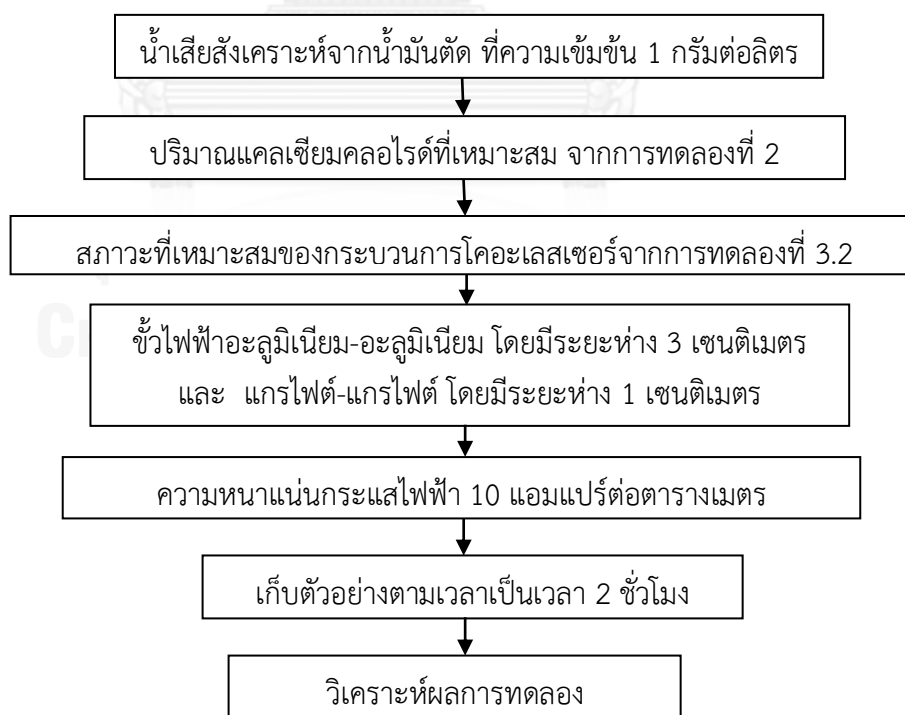 น้ำเสียสังเคราะห์จากน้ำมันตัด ที่ความเข้มข้น 1 กรัมต่อลิตร
ปริมาณแคลเซียมคลอไรด์ที่เหมาะสม จากการทดลองที่ 2
สภาวะที่เหมาะสมของกระบวนการโคอะเลสเซอร์จากการทดลองที่ 3.2
ขั้วไฟฟ้าอะลูมิเนียม-อะลูมิเนียม โดยมีระยะห่าง 3 เซนติเมตร
และ แกรไฟต์-แกรไฟต์ โดยมีระยะห่าง 1 เซนติเมตร
ความหนาแน่นกระแสไฟฟ้า 10 แอมแปร์ต่อตารางเมตร
เก็บตัวอย่างตามเวลาเป็นเวลา 2 ชั่วโมง
วิเคราะห์ผลการทดลอง